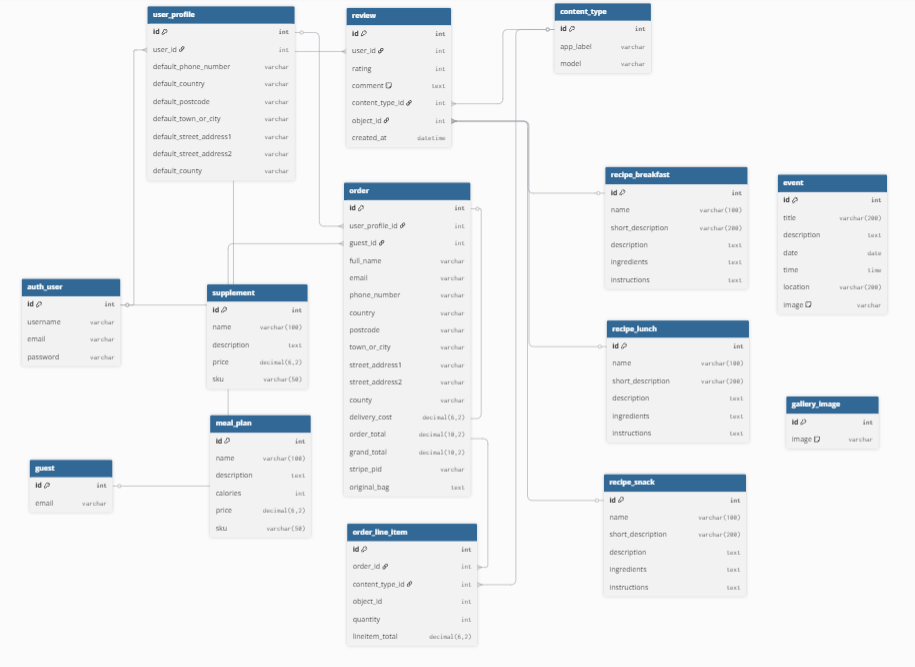 user_profile
id int
user_id int
default_phone_number varchar
default_country varchar
default_postcode varchar
default_town_or_city varchar
default_street_address1 varchar
default_street_address2 varchar
default_county varchar
review
id int
user_id int
rating int
comment text
content_type_id int
object_id int
created_at datetime
content_type
id int
app_label varchar
model varchar
order
id int
user_profile_id int
guest_id int
full_name varchar
email varchar
phone_number varchar
country varchar
postcode varchar
town_or_city varchar
street_address1 varchar
street_address2 varchar
county varchar
delivery_cost decimal(6,2)
order_total decimal(10,2)
grand_total decimal(10,2)
stripe_pid varchar
original_bag text
recipe_breakfast
id int
name varchar(100)
short_description varchar(200)
description text
ingredients text
instructions text
event
id int
title varchar(200)
description text
date date
time time
location varchar(200)
image varchar
auth_user
id int
username varchar
email varchar
password varchar
supplement
id int
name varchar(100)
description text
price decimal(6,2)
sku varchar(50)
recipe_lunch
id int
name varchar(100)
short_description varchar(200)
description text
ingredients text
instructions text
gallery_image
id int
image varchar
meal_plan
id int
name varchar(100)
description text
calories int
price decimal(6,2)
sku varchar(50)
guest
id int
email varchar
recipe_snack
id int
name varchar(100)
short_description varchar(200)
description text
ingredients text
instructions text
order_line_item
id int
order_id int
content_type_id int
object_id int
quantity int
lineitem_total decimal(6,2)